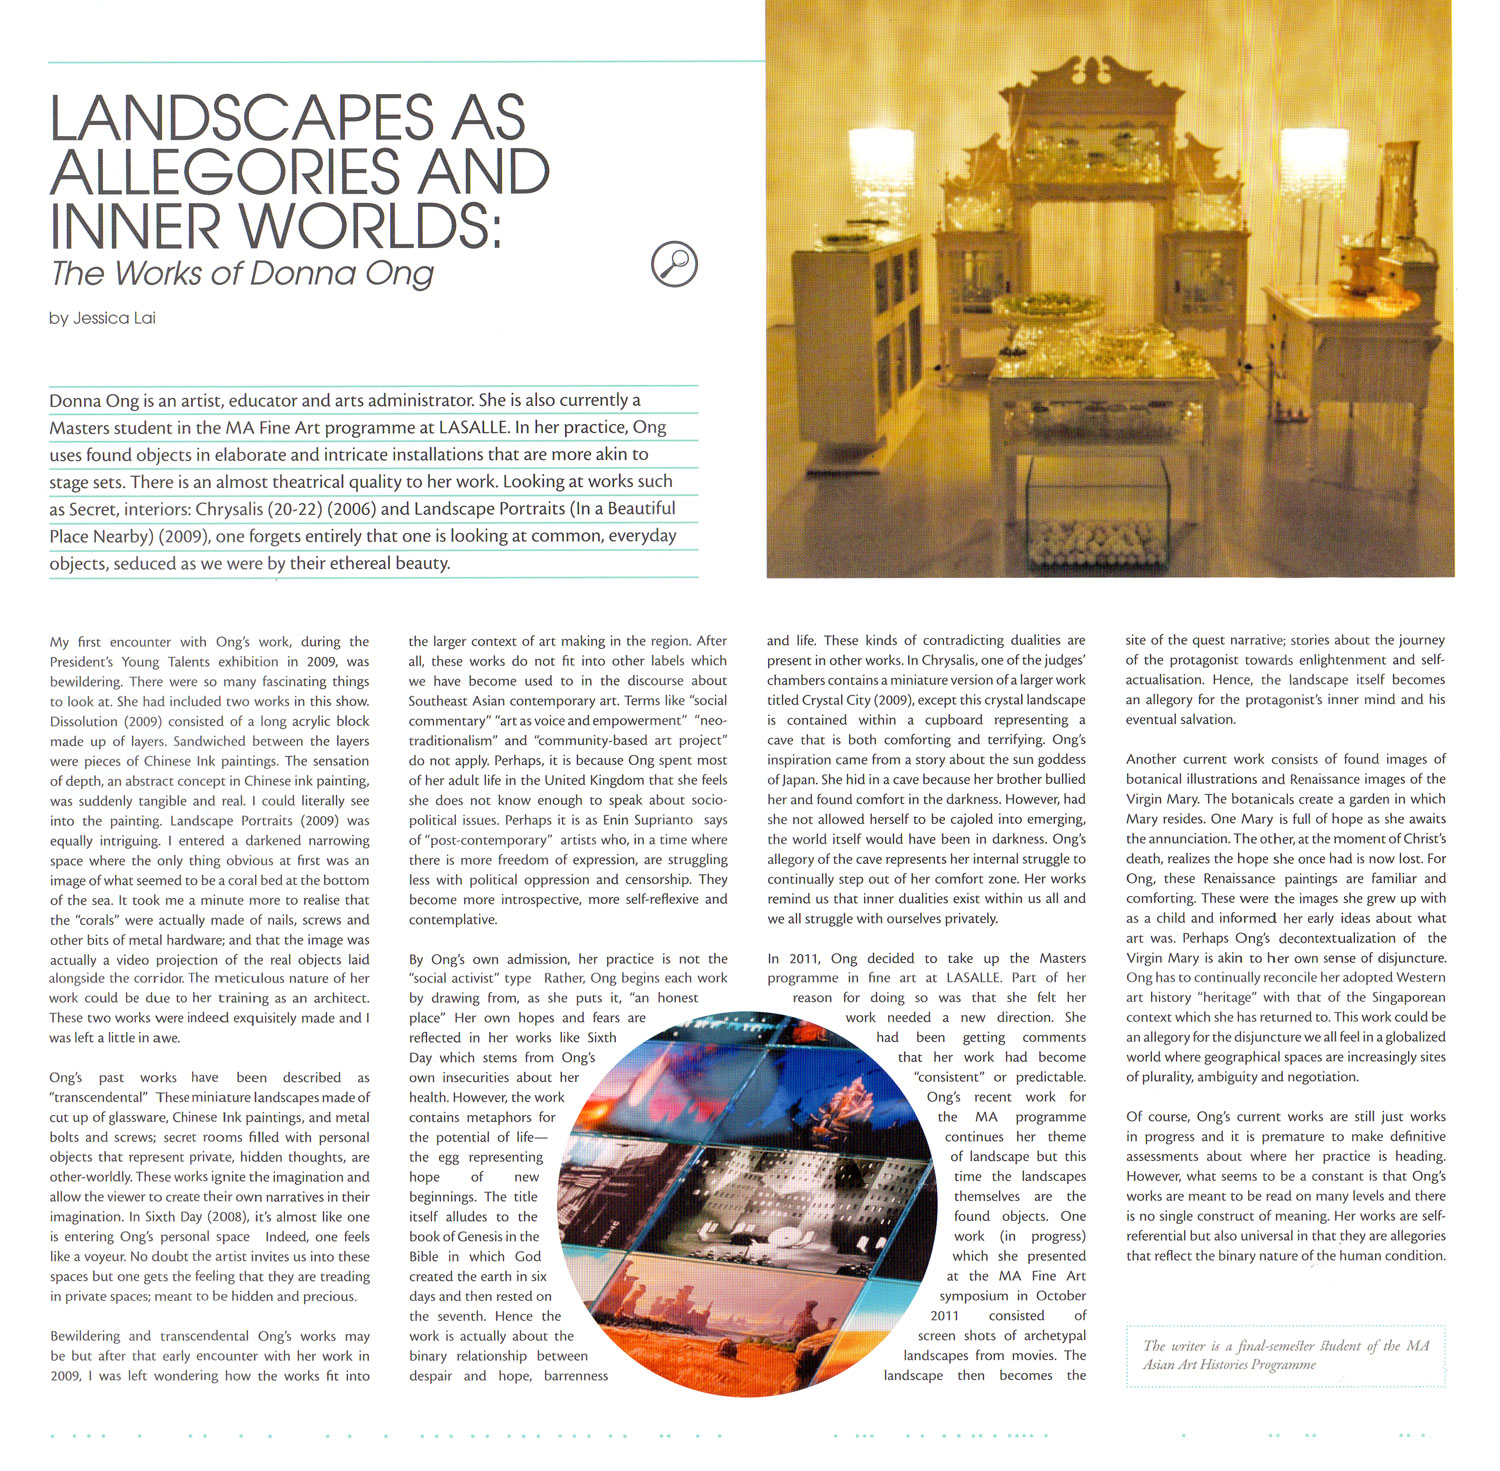 LANDSCAPES AS
ALLEGORIES AND
INNER WORLDS:
The Works of Donna Ong
by Jessica Lai
Donna Ong is an artist, educator and arts administrator. She is also currently a
Masters student in the MA Fine Art programme at LASALLE. In her practice, Ong
uses found objects in elaborate and intricate installations that are more akin to
stage sets. There is an almost theatrical quality to her work. Looking at works such
as Secret, interiors: Chrysalis (20-22) (2006) and Landscape Portraits (In a Beautiful
Place Nearby) (2009), one forgets entirely that one is looking at common, everyday
objects, seduced as we were by their ethereal beauty.
My first encounter with Ong's work, during the
President's Young Talents exhibition in 2009, was
bewildering. There were so many fascinating things
to look at. She had included two works in this show.
Dissolution (2009) consisted of a long acrylic block
made up of layers. Sandwiched between the layers
were pieces of Chinese Ink paintings. The sensation
of depth, an abstract concept in Chinese ink painting,
was suddenly tangible and real. I could literally see
into the painting. Landscape Portraits (2009) was
equally intriguing. I entered a darkened narrowing
space where the only thing obvious at first was an
image of what seemed to be a coral bed at the bottom
of the sea. It took me a minute more to realise that
the “corals” were actually made of nails, screws and
other bits of metal hardware; and that the image was
actually a video projection of the real objects laid
alongside the corridor. The meticulous nature of her
work could be due to her training as an architect.
These two works were indeed exquisitely made and I
was left a little in awe.
Ong's past works have been described as
“transcendental” These miniature landscapes made of
cut up of glassware, Chinese Ink paintings, and metal
bolts and screws; secret rooms filled with personal
objects that represent private, hidden thoughts, are
other-worldly. These works ignite the imagination and
allow the viewer to create their own narratives in their
imagination. In Sixth Day (2008), it's almost like one
is entering Ong's personal space Indeed, one feels
like a voyeur. No doubt the artist invites us into these
spaces but one gets the feeling that they are treading
in private spaces; meant to be hidden and precious.
Bewildering and transcendental Ong's works may
be but after that early encounter with her work in
2009, I was left wondering how the works fit into
the larger context of art making in the region. After
all, these works do not fit into other labels which
we have become used to in the discourse about
Southeast Asian contemporary art. Terms like “social
commentary” “art as voice and empowerment” “neo-
traditionalism” and “community-based art project”
do not apply. Perhaps, it is because Ong spent most
of her adult life in the United Kingdom that she feels
she does not know enough to speak about socio-
political issues. Perhaps it is as Enin Suprianto says
of “post-contemporary” artists who, in a time where
there is more freedom of expression, are struggling
less with political oppression and censorship. They
become more introspective, more self-reflexive and
contemplative.
By Ong's own admission, her practice is not the
“social activist” type Rather, Ong begins each work
by drawing from, as she puts it, “an honest
place” Her own hopes and fears are
reflected in her works like Sixth
Day which stems from Ong's
own insecurities about her
health. However, the work
contains metaphors for
the potential of life—
the egg representing
hope of new
beginnings. The title
itself alludes to the
book of Genesis in the
Bible in which God
created the earth in six
days and then rested on
the seventh. Hence the
work is actually about the
binary relationship between
despair and hope, barrenness
and life. These kinds of contradicting dualities are
present in other works. In Chrysalis, one of the judges'
chambers contains a miniature version of a larger work
titled Crystal City (2009), except this crystal landscape
is contained within a cupboard representing a
cave that is both comforting and terrifying. Ong's
inspiration came from a story about the sun goddess
of Japan. She hid in a cave because her brother bullied
her and found comfort in the darkness. However, had
she not allowed herself to be cajoled into emerging,
the world itself would have been in darkness. Ong's
allegory of the cave represents her internal struggle to
continually step out of her comfort zone. Her works
remind us that inner dualities exist within us all and
we all struggle with ourselves privately.
In 2011, Ong decided to take up the Masters
programme in fine art at LASALLE. Part of her
reason for doing so was that she felt her
work needed a new direction. She
had been getting comments
that her work had become
“consistent” or predictable.
Ong's recent work for
the MA programme
continues her theme
of landscape but this
time the landscapes
themselves are the
found objects. One
work (in progress)
which she presented
at the MA Fine Art
symposium in October
2011 consisted of
screen shots of archetypal
landscapes from movies. The
landscape then becomes the
site of the quest narrative; stories about the journey
of the protagonist towards enlightenment and self-
actualisation. Hence, the landscape itself becomes
an allegory for the protagonist's inner mind and his
eventual salvation.
Another current work consists of found images of
botanical illustrations and Renaissance images of the
Virgin Mary. The botanicals create a garden in which
Mary resides. One Mary is full of hope as she awaits
the annunciation. The other, at the moment of Christ's
death, realizes the hope she once had is now lost. For
Ong, these Renaissance paintings are familiar and
comforting. These were the images she grew up with
as a child and informed her early ideas about what
art was. Perhaps Ong's decontextualization of the
Virgin Mary is akin to her own sense of disjuncture.
Ong has to continually reconcile her adopted Western
art history “heritage” with that of the Singaporean
context which she has returned to. This work could be
an allegory for the disjuncture we all feel in a globalized
world where geographical spaces are increasingly sites
of plurality, ambiguity and negotiation.
Of course, Ong's current works are still just works
in progress and it is premature to make definitive
assessments about where her practice is heading.
However, what seems to be a constant is that Ong's
works are meant to be read on many levels and there
is no single construct of meaning. Her works are self-
referential but also universal in that they are allegories
that reflect the binary nature of the human condition.
The writer is a final-semester student of the MA
Asian Art Histories Programme